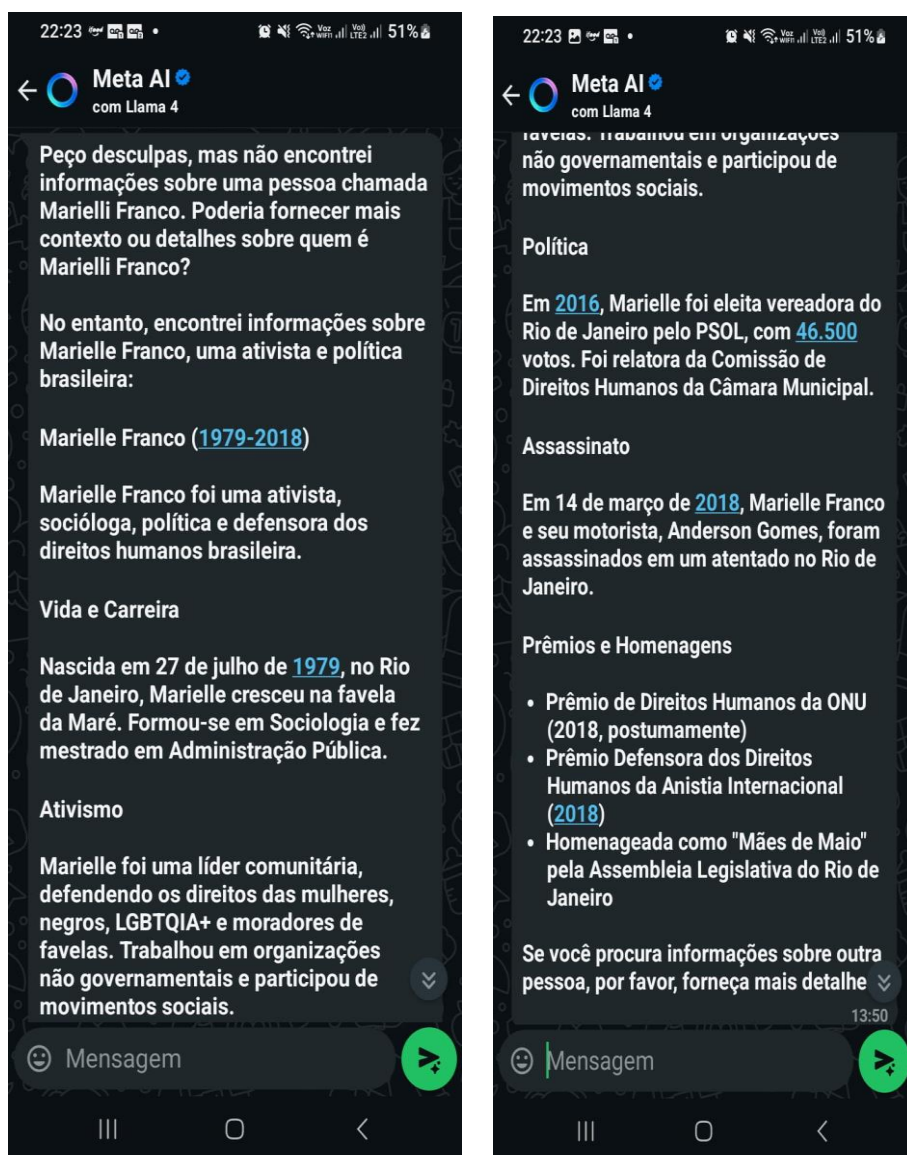 22:23 51%
Meta AI
com Llama 4
Peço desculpas, mas não encontrei
informações sobre uma pessoa chamada
Marielli Franco. Poderia fornecer mais
contexto ou detalhes sobre quem é
Marielli Franco?
No entanto, encontrei informações sobre
Marielle Franco, uma ativista e política
brasileira:
Marielle Franco (1979-2018)
Marielle Franco foi uma ativista,
socióloga, política e defensora dos
direitos humanos brasileira.
Vida e Carreira
Nascida em 27 de julho de 1979, no Rio
de Janeiro, Marielle cresceu na favela
da Maré. Formou-se em Sociologia e fez
mestrado em Administração Pública.
Ativismo
Marielle foi uma líder comunitária,
defendendo os direitos das mulheres,
negros, LGBTQIA+ e moradores de
favelas. Trabalhou em organizações
não governamentais e participou de
movimentos sociais.
Mensagem
22:23 51%
Meta AI
com Llama 4
favelas. Trabalhou em organizações
não governamentais e participou de
movimentos sociais.
Política
Em 2016, Marielle foi eleita vereadora do
Rio de Janeiro pelo PSOL, com 46.500
votos. Foi relatora da Comissão de
Direitos Humanos da Câmara Municipal.
Assassinato
Em 14 de março de 2018, Marielle Franco
e seu motorista, Anderson Gomes, foram
assassinados em um atentado no Rio de
Janeiro.
Prêmios e Homenagens
• Prêmio de Direitos Humanos da ONU
(2018, postumamente)
• Prêmio Defensora dos Direitos
Humanos da Anistia Internacional
(2018)
• Homenageada como "Mães de Maio"
pela Assembleia Legislativa do Rio de
Janeiro
Se você procura informações sobre outra
pessoa, por favor, forneça mais detalhe
13:50
Mensagem